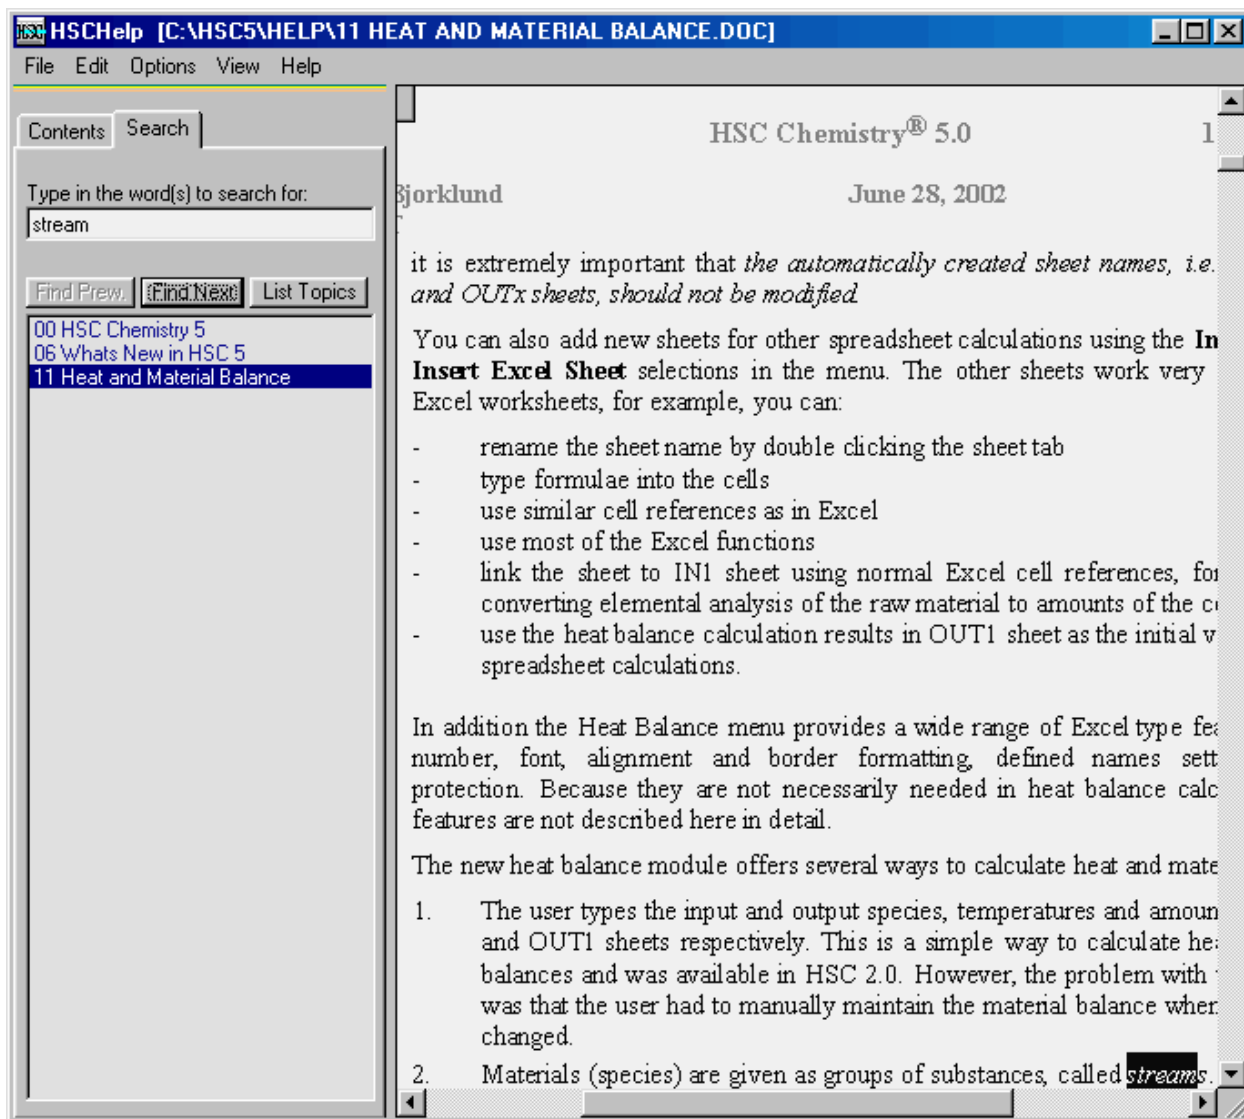 HSCHelp [C:\HSC5\HELP\11 HEAT AND MATERIAL BALANCE.DOC]
File Edit Options View Help
Contents Search
Type in the word(s) to search for:
stream
Find Prew. Find Next List Topics
00 HSC Chemistry 5
06 Whats New in HSC 5
11 Heat and Material Balance
HSC Chemistry® 5.0 1
Bjorklund June 28, 2002
it is extremely important that the automatically created sheet names, i.e.
and OUTx sheets, should not be modified
You can also add new sheets for other spreadsheet calculations using the In
Insert Excel Sheet selections in the menu. The other sheets work very
Excel worksheets, for example, you can:
- rename the sheet name by double clicking the sheet tab
- type formulae into the cells
- use similar cell references as in Excel
- use most of the Excel functions
- link the sheet to IN1 sheet using normal Excel cell references, for
converting elemental analysis of the raw material to amounts of the
- use the heat balance calculation results in OUT1 sheet as the initial v
spreadsheet calculations.
In addition the Heat Balance menu provides a wide range of Excel type fea
number, font, alignment and border formatting, defined names sett
protection. Because they are not necessarily needed in heat balance calc
features are not described here in detail.
The new heat balance module offers several ways to calculate heat and mate
1. The user types the input and output species, temperatures and amoun
and OUT1 sheets respectively. This is a simple way to calculate hea
balances and was available in HSC 2.0. However, the problem with
was that the user had to manually maintain the material balance when
changed.
2. Materials (species) are given as groups of substances, called streams.